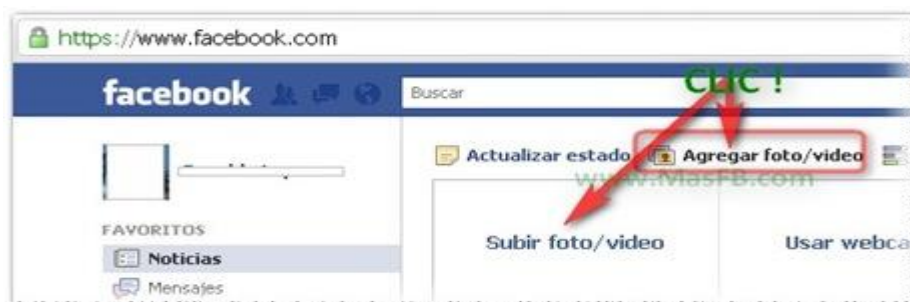 https://www.facebook.com
facebook
Buscar
CLIC !
Actualizar estado
Agregar foto/video
www.MasFB.com
FAVORITOS
Noticias
Mensajes
Subir foto/video
Usar webca